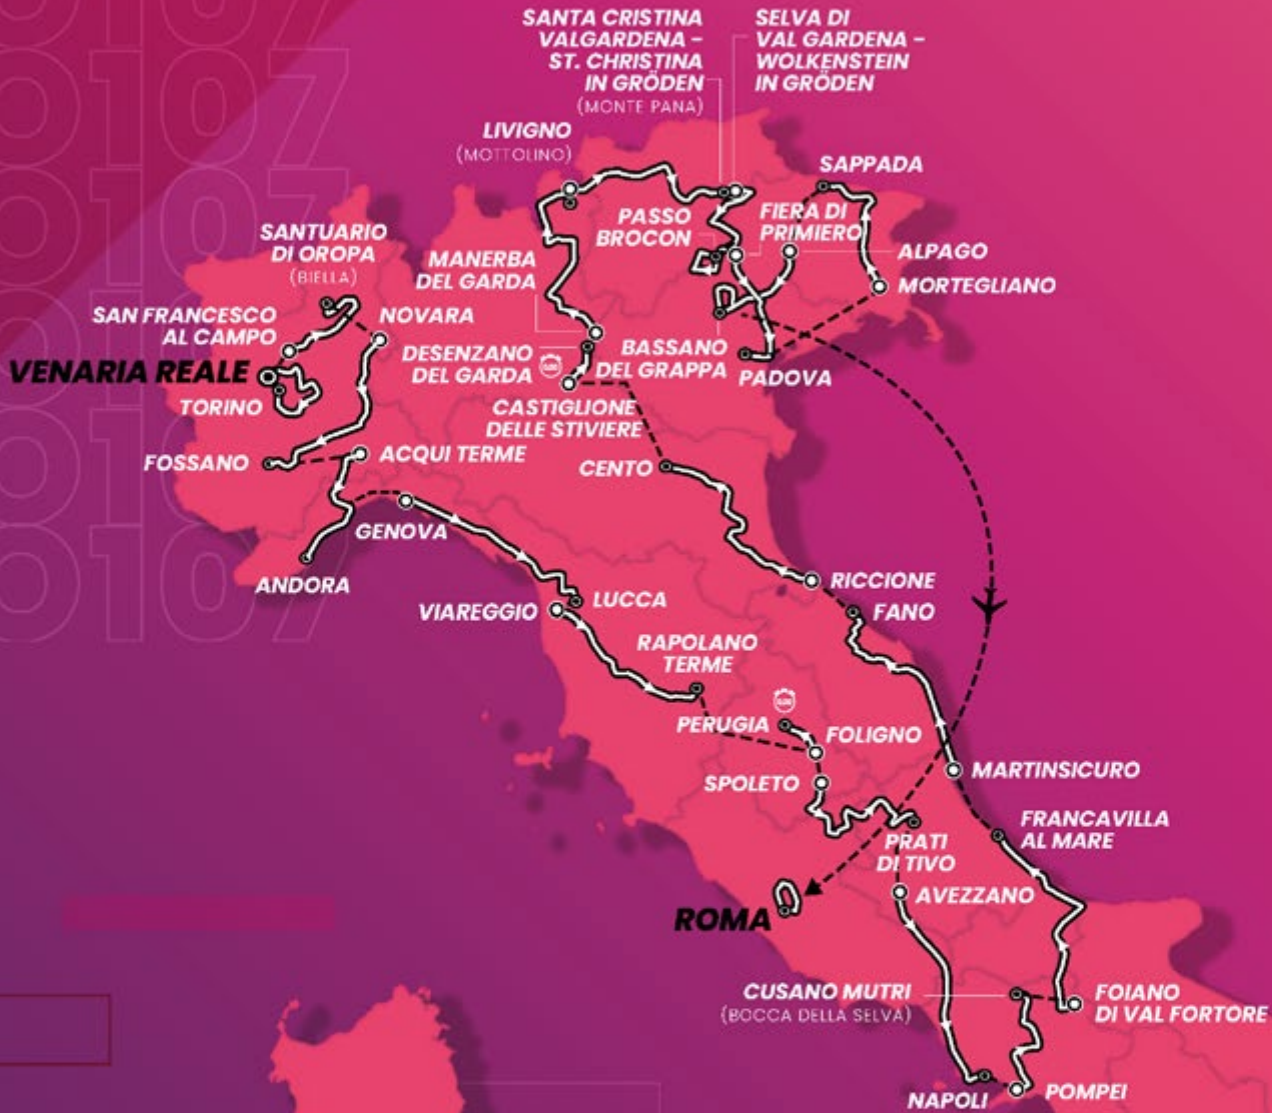 SANTA CRISTINA
VALGARDENA –
ST. CHRISTINA
IN GRÖDEN
(MONTE PANA)
SELVA DI
VAL GARDENA –
WOLKENSTEIN
IN GRÖDEN
LIVIGNO
(MOTTOLINO)
SAPPADA
PASSO
BROCON
FIERA DI
PRIMIERO
SANTUARIO
DI OROPA
(BIELLA)
MANERBA
DEL GARDA
ALPAGO
MORTEGLIANO
SAN FRANCESCO
AL CAMPO
NOVARA
DESENZANO
DEL GARDA
BASSANO
DEL GRAPPA
PADOVA
VENARIA REALE
TORINO
CASTIGLIONE
DELLE STIVIERE
FOSSANO
ACQUI TERME
CENTO
GENOVA
ANDORA
RICCIONE
LUCCA
FANO
VIAREGGIO
RAPOLANO
TERME
PERUGIA
FOLIGNO
SPOLETO
MARTINSICURO
FRANCAVILLA
AL MARE
PRATI
DI TIVO
AVEZZANO
ROMA
CUSANO MUTRI
(BOCCA DELLA SELVA)
FOIANO
DI VAL FORTORE
NAPOLI
POMPEI